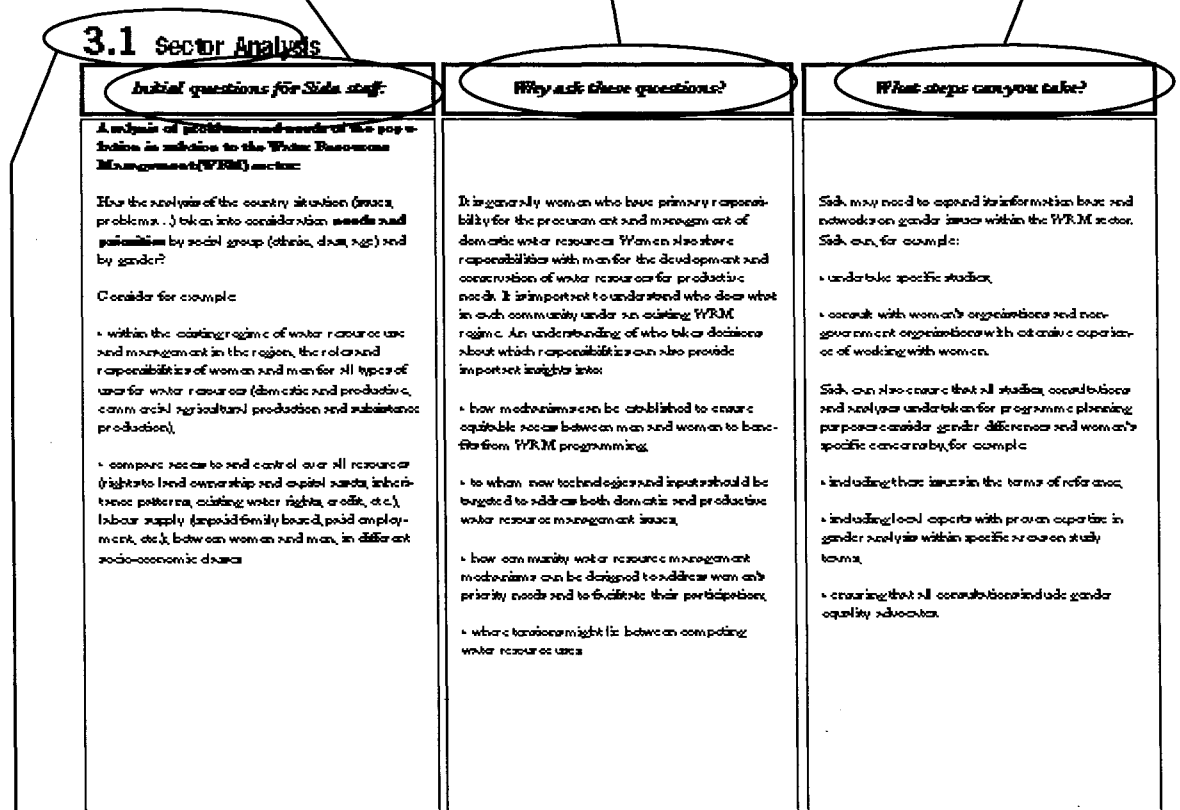 3.1 Sector Analysis
Initial questions for Sida staff:
Analysis of problems and needs of the popu-
lation in relation to the Water Resources
Management (WRM) sector:
Has the analysis of the country situation (issues,
problems...) taken into consideration needs and
priorities by social group (ethnic, class, age) and
by gender?
Consider for example
• within the existing regime of water resource use
and management in the region, the roles and
responsibilities of women and men for all types of
uses for water resources (domestic and productive,
commercial agricultural production and subsistence
production),
• compare access to and control over all resources
(rights to land ownership and capital assets, inheri-
tance patterns, existing water rights, credit, etc.),
labour supply (unpaid family based, paid employ-
ment, etc.), between women and men, in different
socio-economic classes
Why ask these questions?
It is generally women who have primary responsi-
bility for the procurement and management of
domestic water resources. Women also share
responsibilities with men for the development and
conservation of water resources for productive
needs. It is important to understand who does what
in each community under an existing WRM
regime. An understanding of who takes decisions
about which responsibilities can also provide
important insights into:
• how mechanisms can be established to ensure
equitable access between men and women to bene-
fits from WRM programming,
• to whom new technologies and inputs should be
targeted to address both domestic and productive
water resource management issues,
• how community water resource management
mechanisms can be designed to address women's
priority needs and to facilitate their participation,
• where tensions might lie between competing
water resource uses
What steps can you take?
Sida may need to expand its information base and
networks on gender issues within the WRM sector.
Sida can, for example:
• undertake specific studies,
• consult with women's organisations and non-
government organisations with extensive experien-
ce of working with women.
Sida can also ensure that all studies, consultations
and analyses undertaken for programme planning
purposes consider gender differences and women's
specific concerns by, for example
• including these issues in the terms of reference,
• including local experts with proven expertise in
gender analysis within specific areas on study
teams,
• ensuring that all consultations include gender
equality advocates.